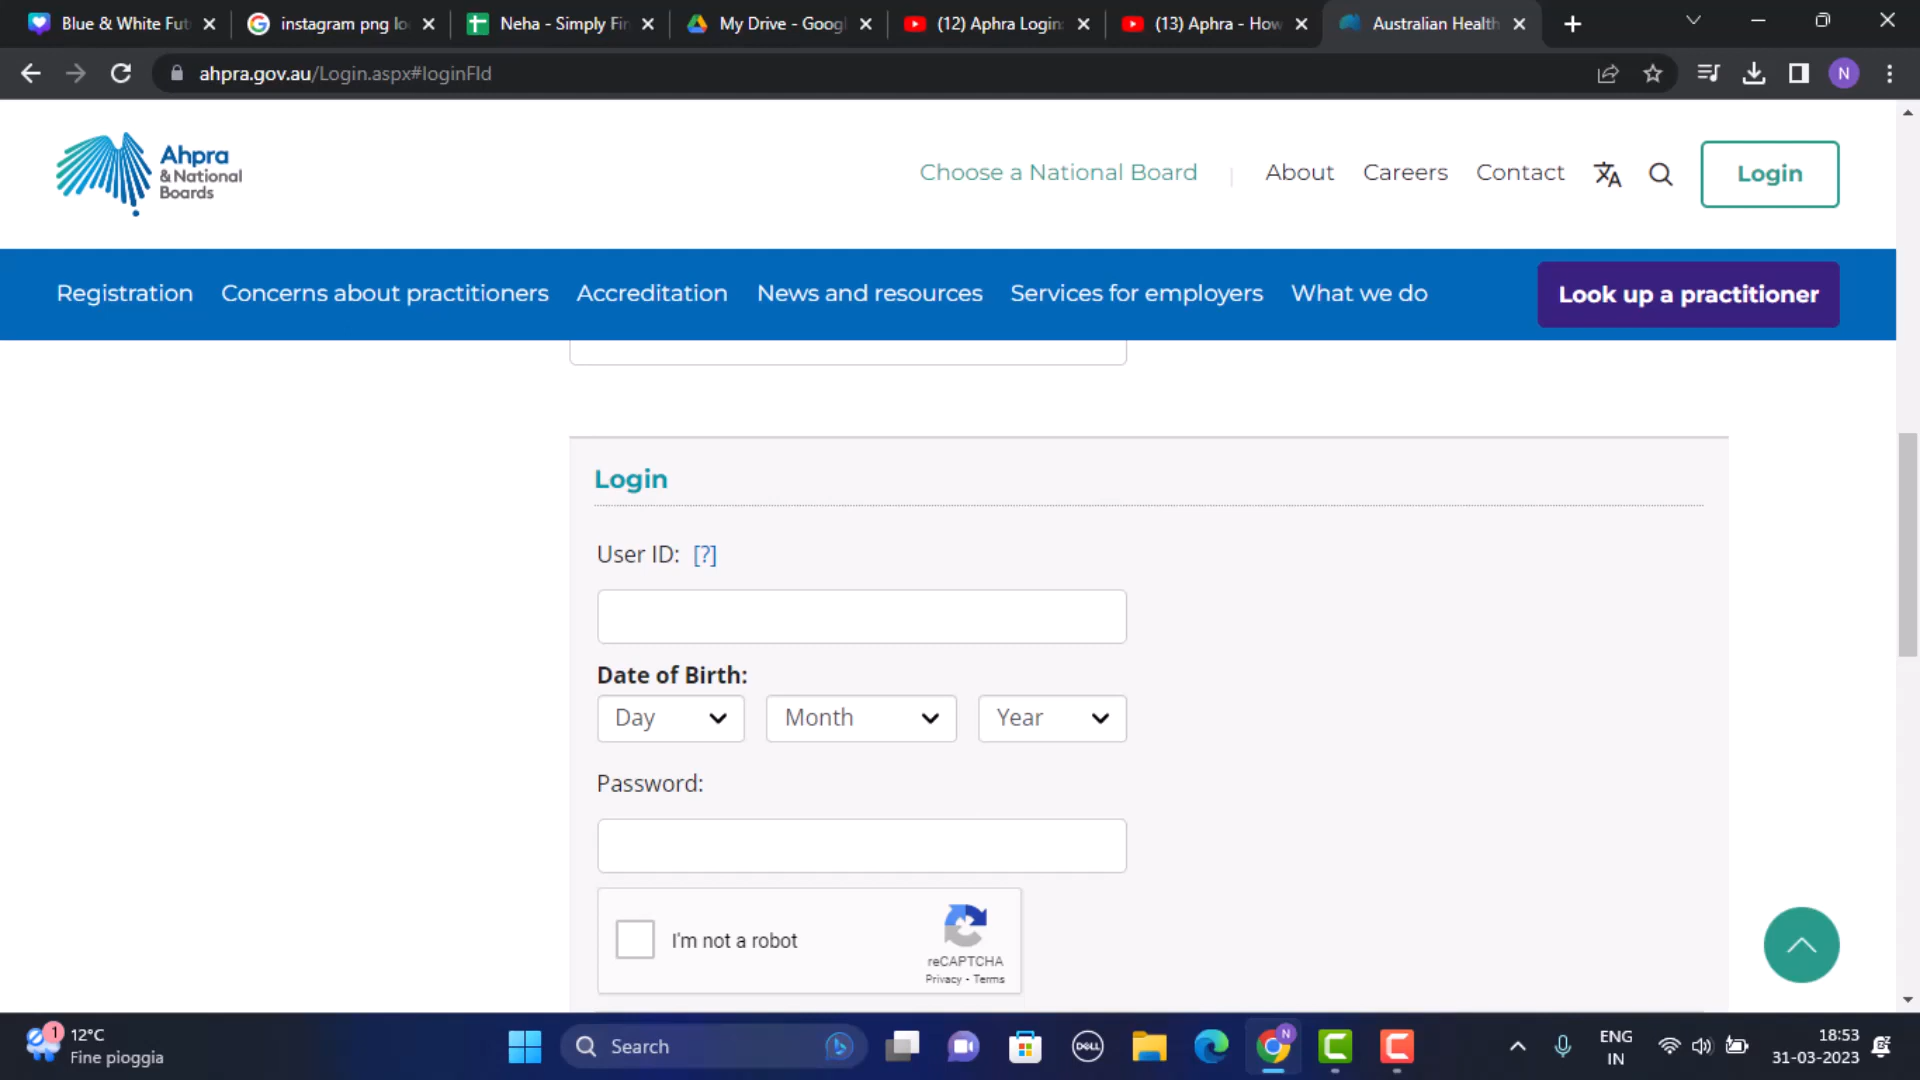 Blue & White Fut
instagram png lo
Neha - Simply Fir
My Drive - Googl
(12) Aphra Login
(13) Aphra - How
Australian Health
ahpra.gov.au/Login.aspx#loginFId
N
Ahpra
& National
Boards
Choose a National Board
About
Careers
Contact
Login
Registration
Concerns about practitioners
Accreditation
News and resources
Services for employers
What we do
Look up a practitioner
Login
User ID: [?]
Date of Birth:
Day
Month
Year
Password:
I'm not a robot
reCAPTCHA
Privacy - Terms
1
12°C
Fine pioggia
Search
DELL
N
ENG
IN
18:53
31-03-2023